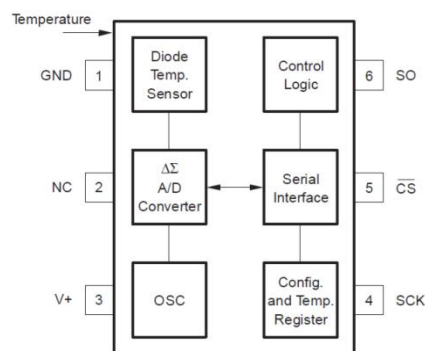 Temperature
GND 1
Diode
Temp.
Sensor
Control
Logic
6 SO
NC 2
ΔΣ
A/D
Converter
Serial
Interface
5 C̅S̅
V+ 3
OSC
Config.
and Temp.
Register
4 SCK